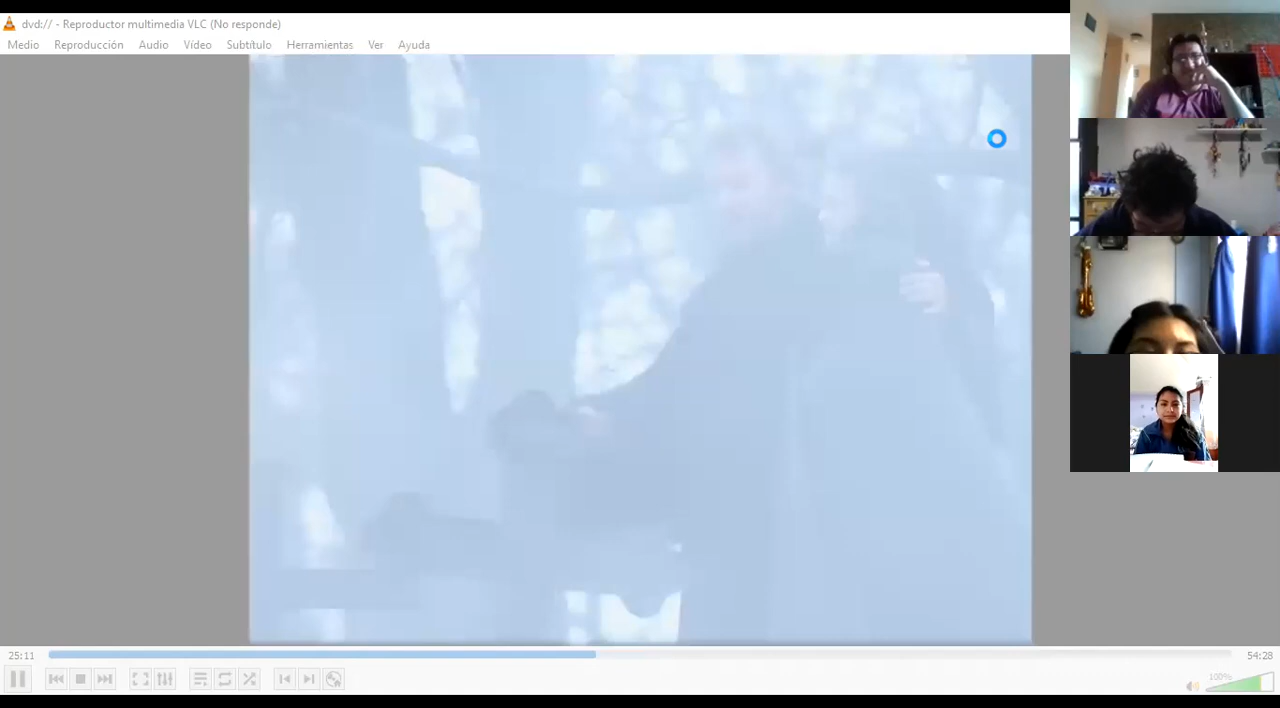 dvd:// - Reproductor multimedia VLC (No responde)
Medio Reproducción Audio Vídeo Subtítulo Herramientas Ver Ayuda
25:11 54:28
100%